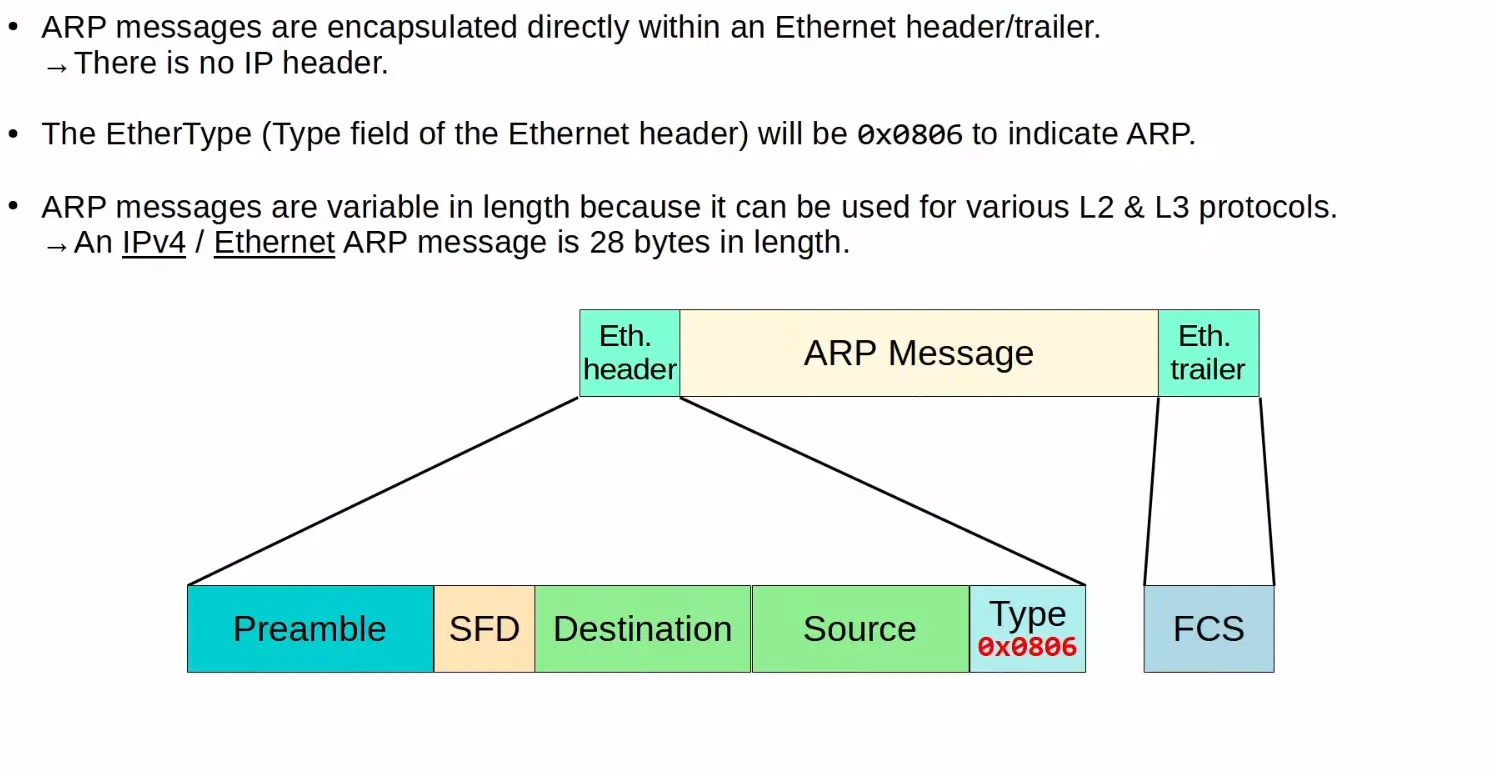 • ARP messages are encapsulated directly within an Ethernet header/trailer.
→There is no IP header.
• The EtherType (Type field of the Ethernet header) will be 0x0806 to indicate ARP.
• ARP messages are variable in length because it can be used for various L2 & L3 protocols.
→An IPv4 / Ethernet ARP message is 28 bytes in length.
Eth.
header
ARP Message
Eth.
trailer
Preamble
SFD
Destination
Source
Type
0x0806
FCS